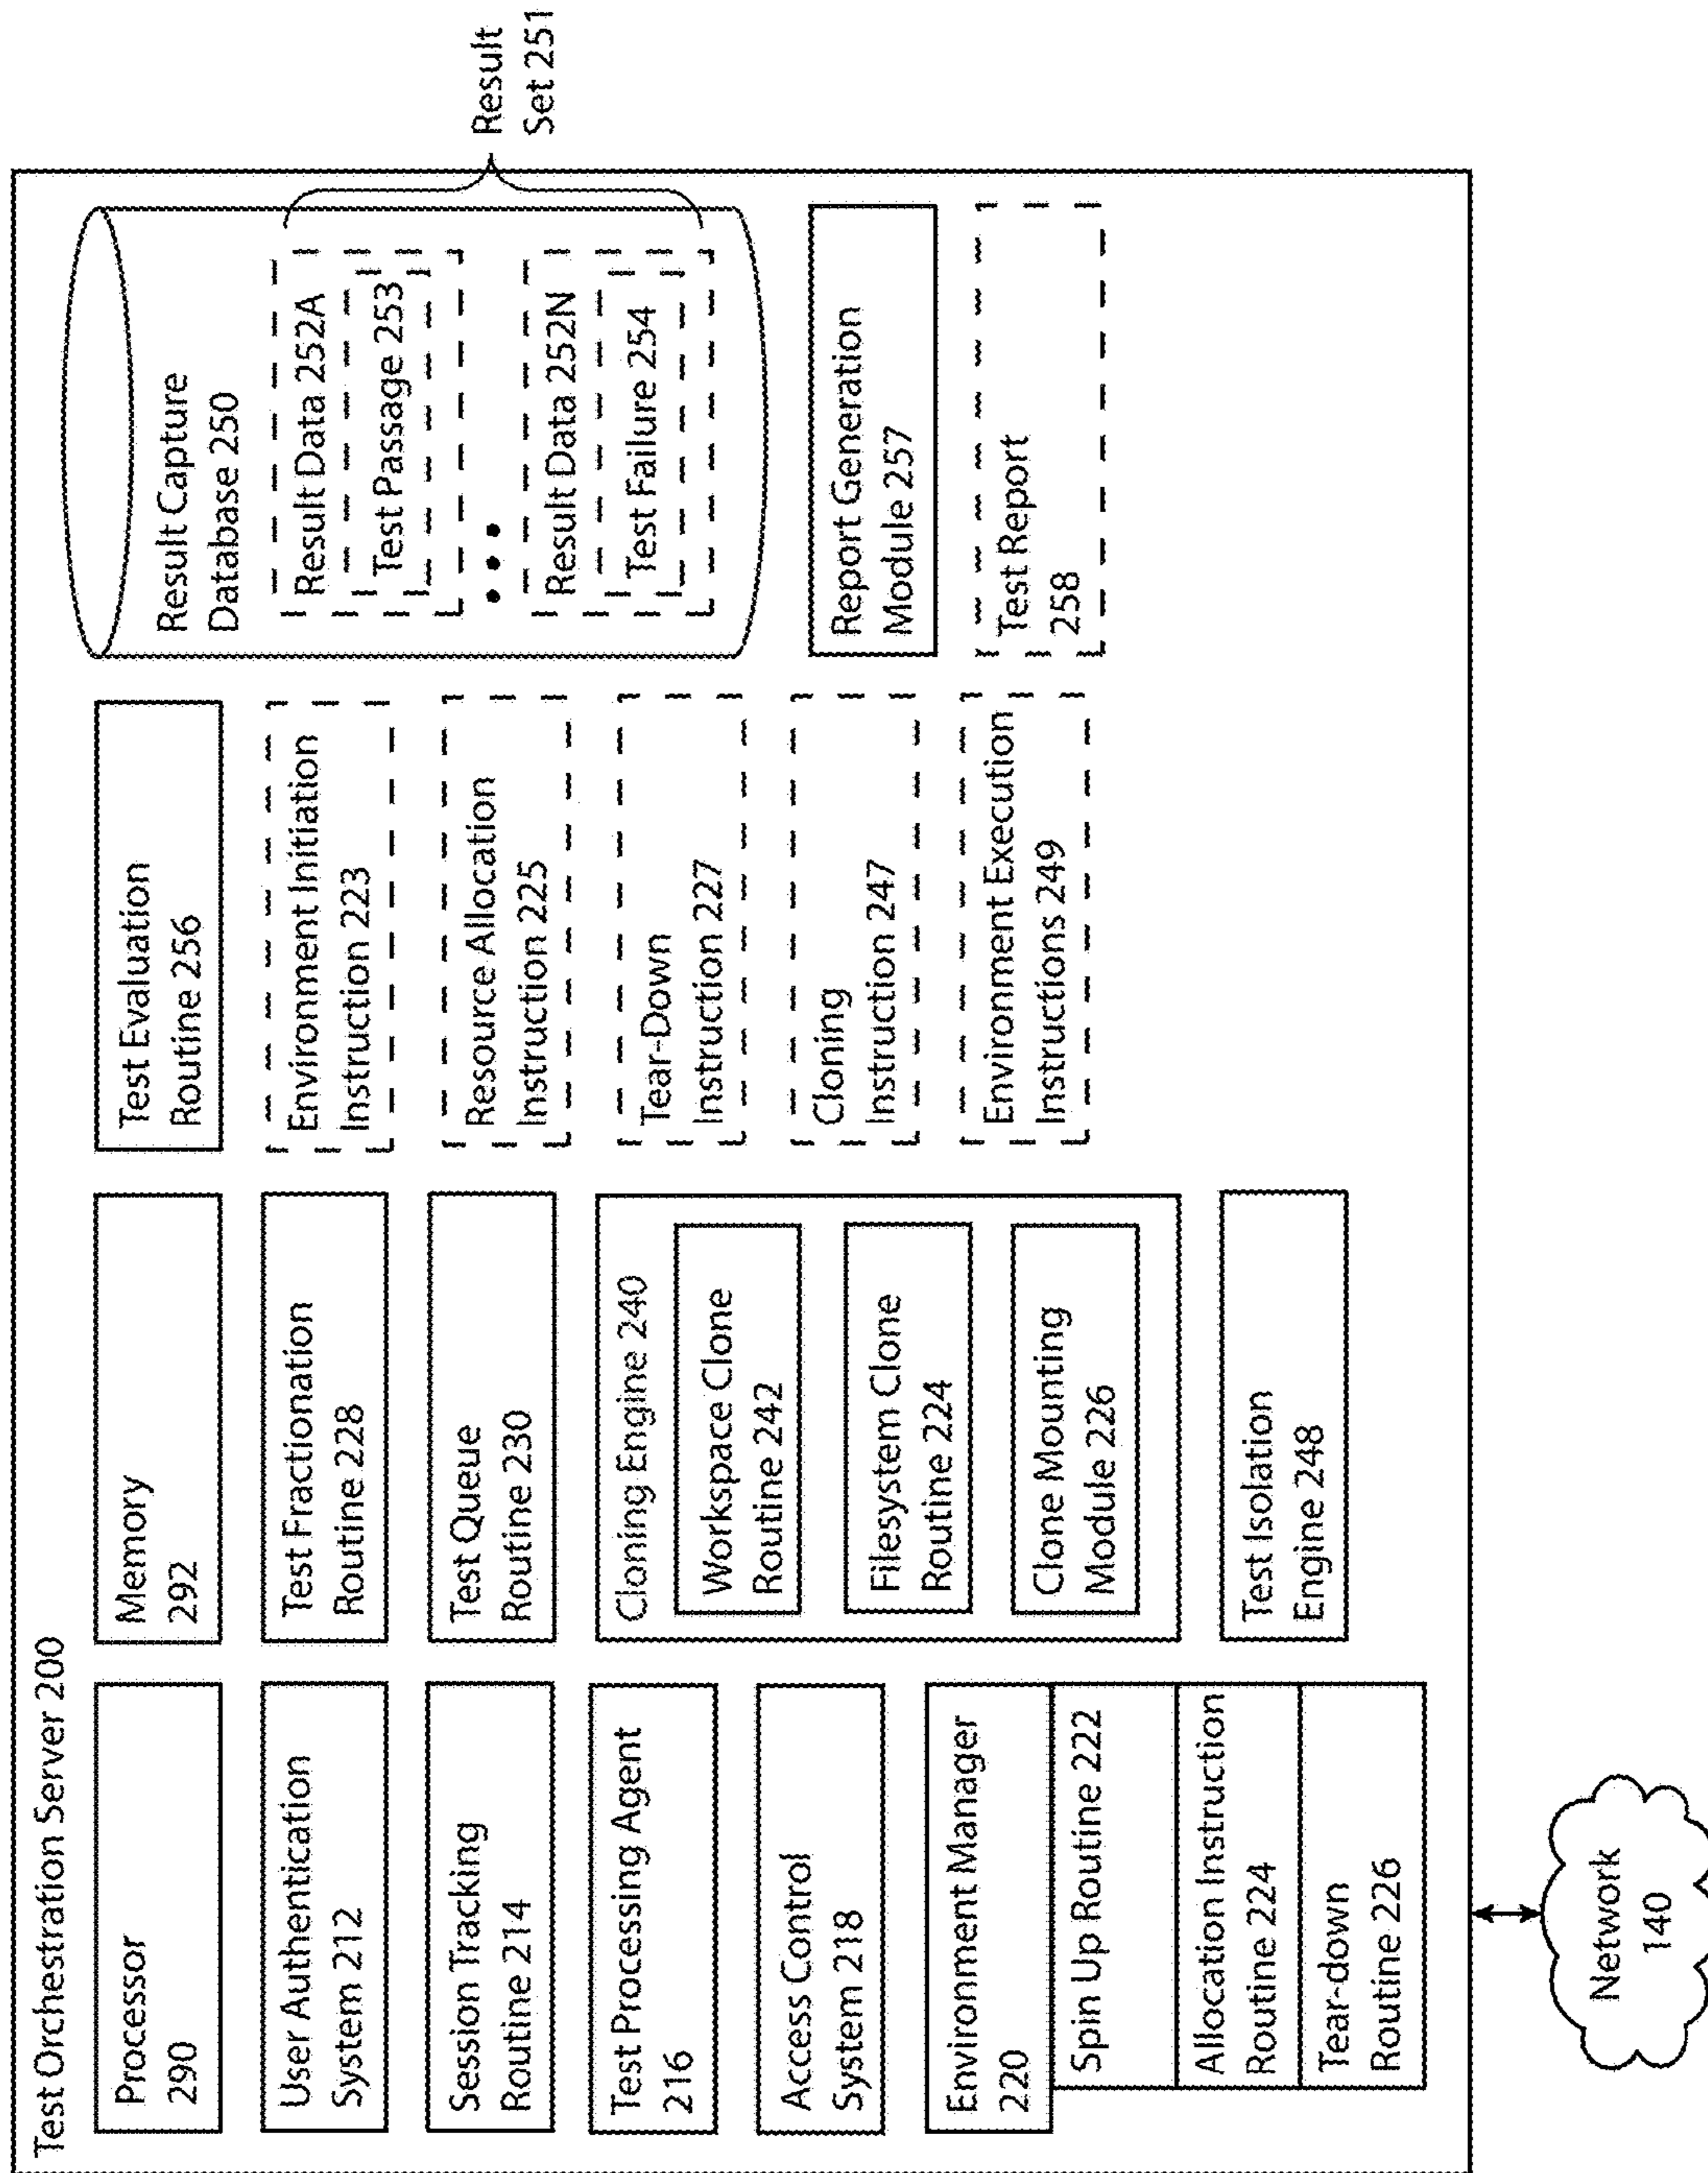 Test Orchestration Server 200
Processor
290
User Authentication
System 212
Session Tracking
Routine 214
Test Processing Agent
216
Access Control
System 218
Environment Manager
220
Spin Up Routine 222
Allocation Instruction
Routine 224
Tear-down
Routine 226
Memory
292
Test Fractionation
Routine 228
Test Queue
Routine 230
Cloning Engine 240
Workspace Clone
Routine 242
Filesystem Clone
Routine 224
Clone Mounting
Module 226
Test Isolation
Engine 248
Test Evaluation
Routine 256
Environment Initiation
Instruction 223
Resource Allocation
Instruction 225
Tear-Down
Instruction 227
Cloning
Instruction 247
Environment Execution
Instructions 249
Result Capture
Database 250
Result Data 252A
Test Passage 253
Result Data 252N
Test Failure 254
Result
Set 251
Report Generation
Module 257
Test Report
258
Network
140